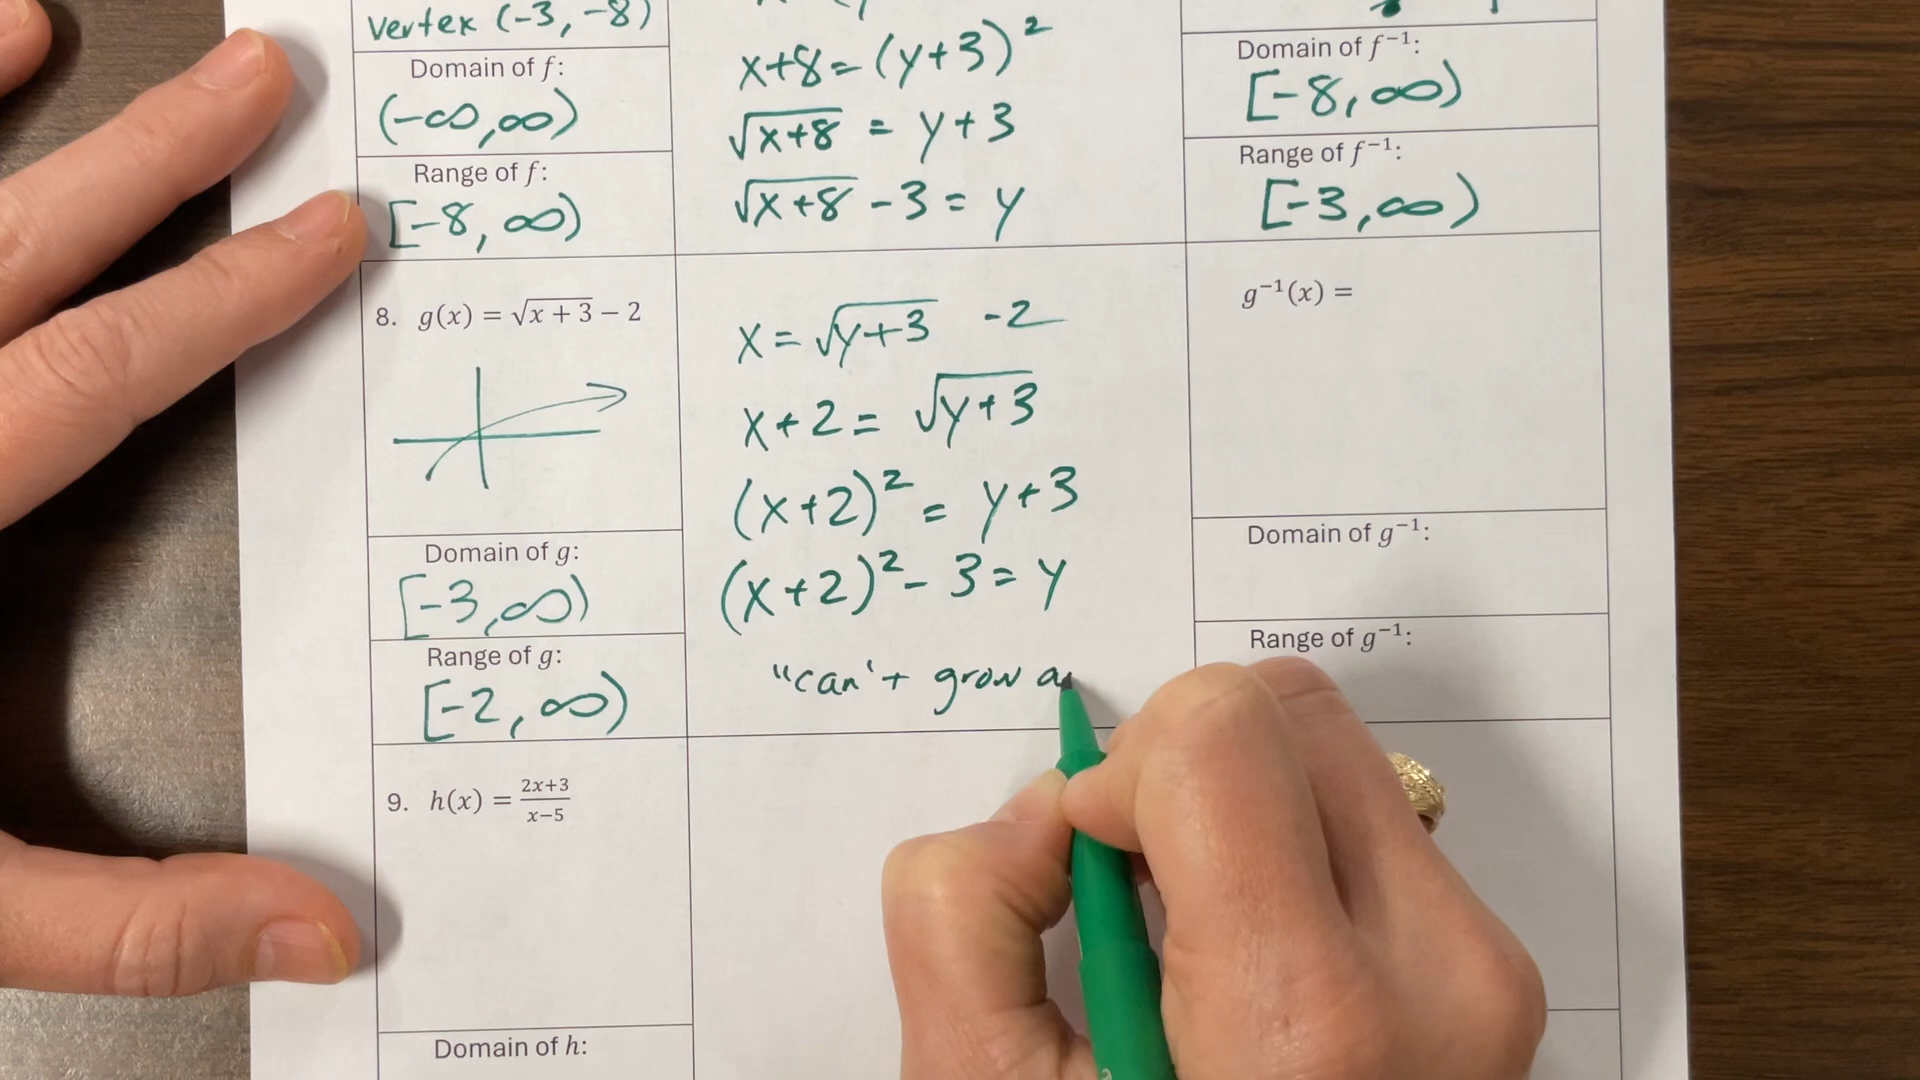 vertex (-3, -8)
Domain of f:
(-∞, ∞)
Range of f:
[-8, ∞)
x+8 = (y+3)²
√(x+8) = y+3
√(x+8) - 3 = y
Domain of f⁻¹:
[-8, ∞)
Range of f⁻¹:
[-3, ∞)
8. g(x) = √(x + 3) − 2
Domain of g:
[-3, ∞)
Range of g:
[-2, ∞)
x = √(y+3) -2
x+2 = √(y+3)
(x+2)² = y+3
(x+2)² - 3 = y
"can't grow
g⁻¹(x) =
Domain of g⁻¹:
Range of g⁻¹:
9. h(x) = (2x+3)/(x−5)
Domain of h: